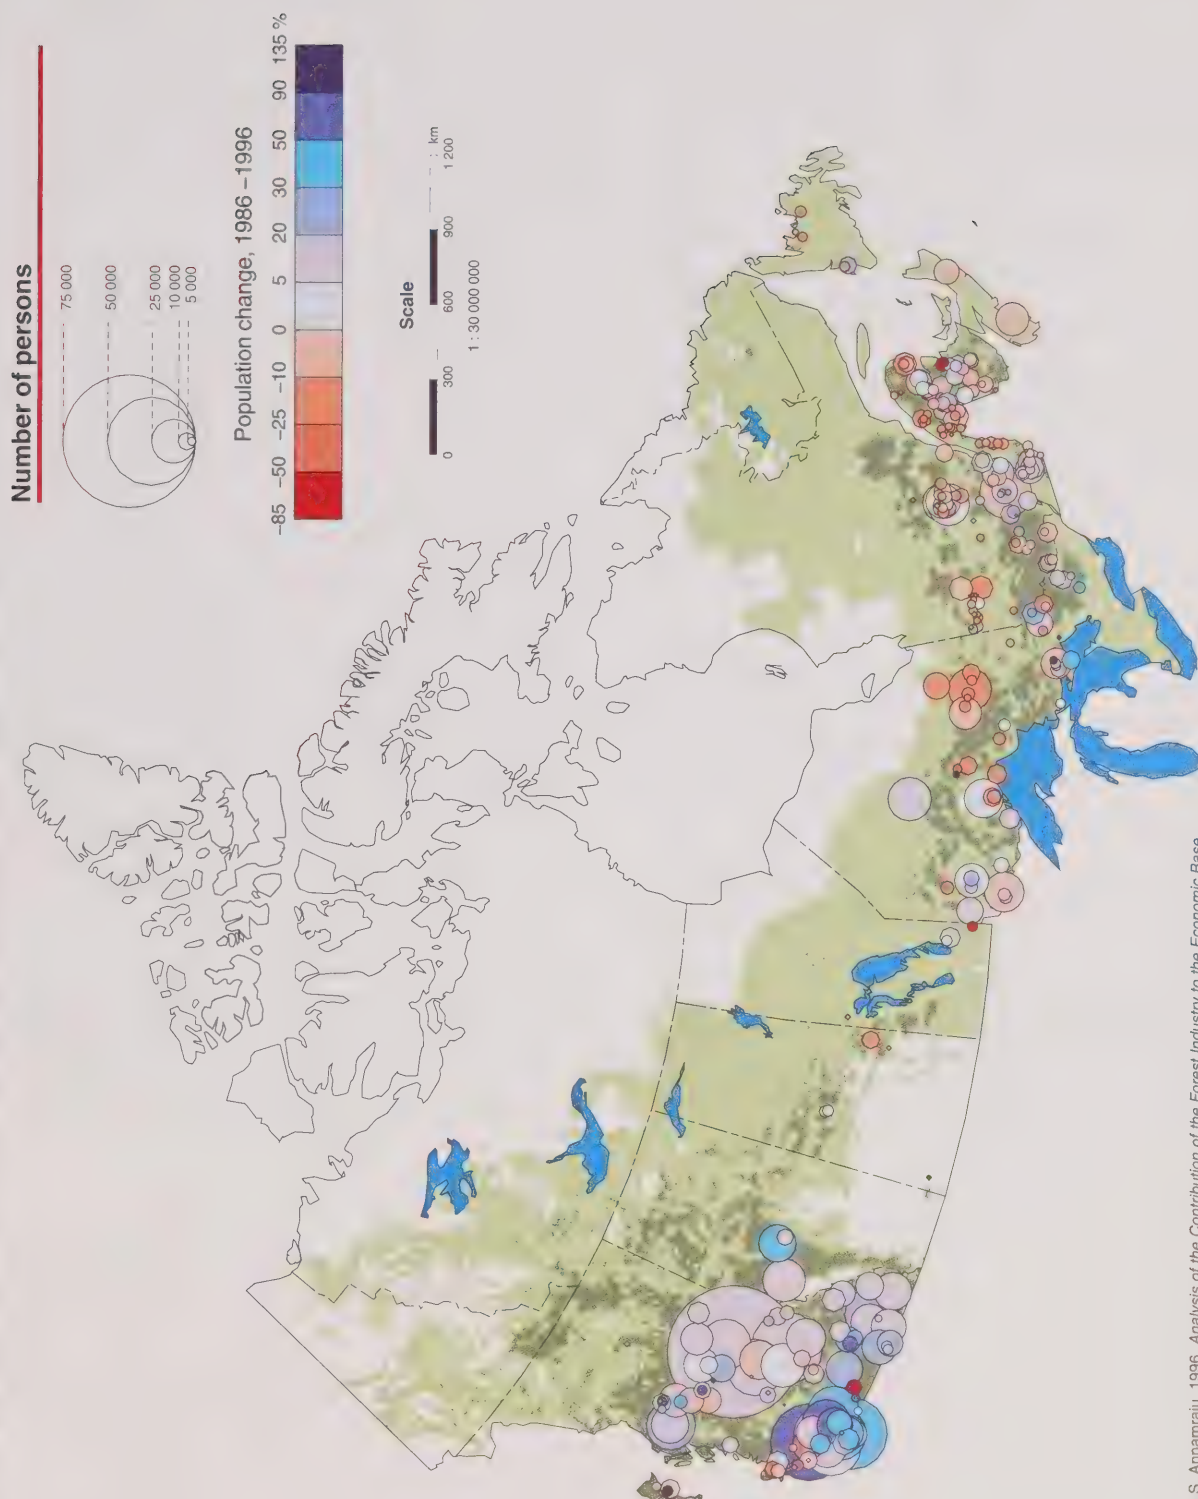 Number of persons
75 000
50 000
25 000
10 000
5 000
Population change, 1986 –1996
–85 –50 –25 –10 0 5 20 30 50 90 135 %
Scale
0 300 600 900 1 200 km
1 : 30 000 000
S. Annamraju, 1996, Analysis of the Contribution of the Forest Industry to the Economic Base